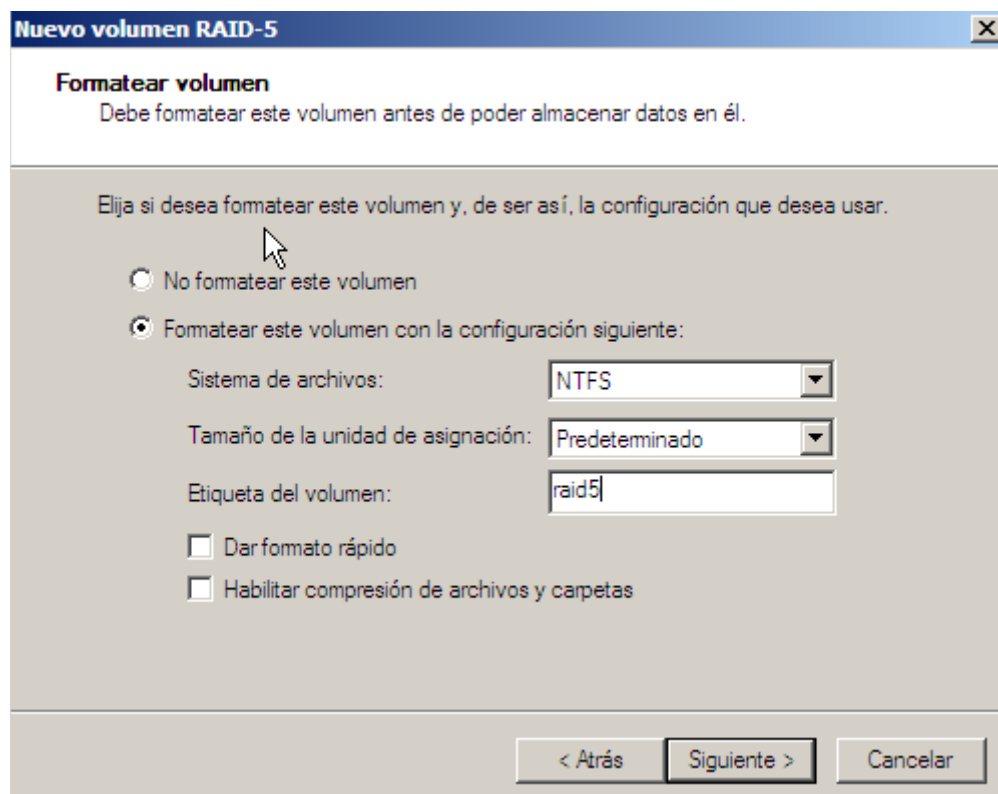 Nuevo volumen RAID-5
Formatear volumen
Debe formatear este volumen antes de poder almacenar datos en él.
Elija si desea formatear este volumen y, de ser así, la configuración que desea usar.
No formatear este volumen
Formatear este volumen con la configuración siguiente:
Sistema de archivos: NTFS
Tamaño de la unidad de asignación: Predeterminado
Etiqueta del volumen: raid5
Dar formato rápido
Habilitar compresión de archivos y carpetas
< Atrás Siguiente > Cancelar